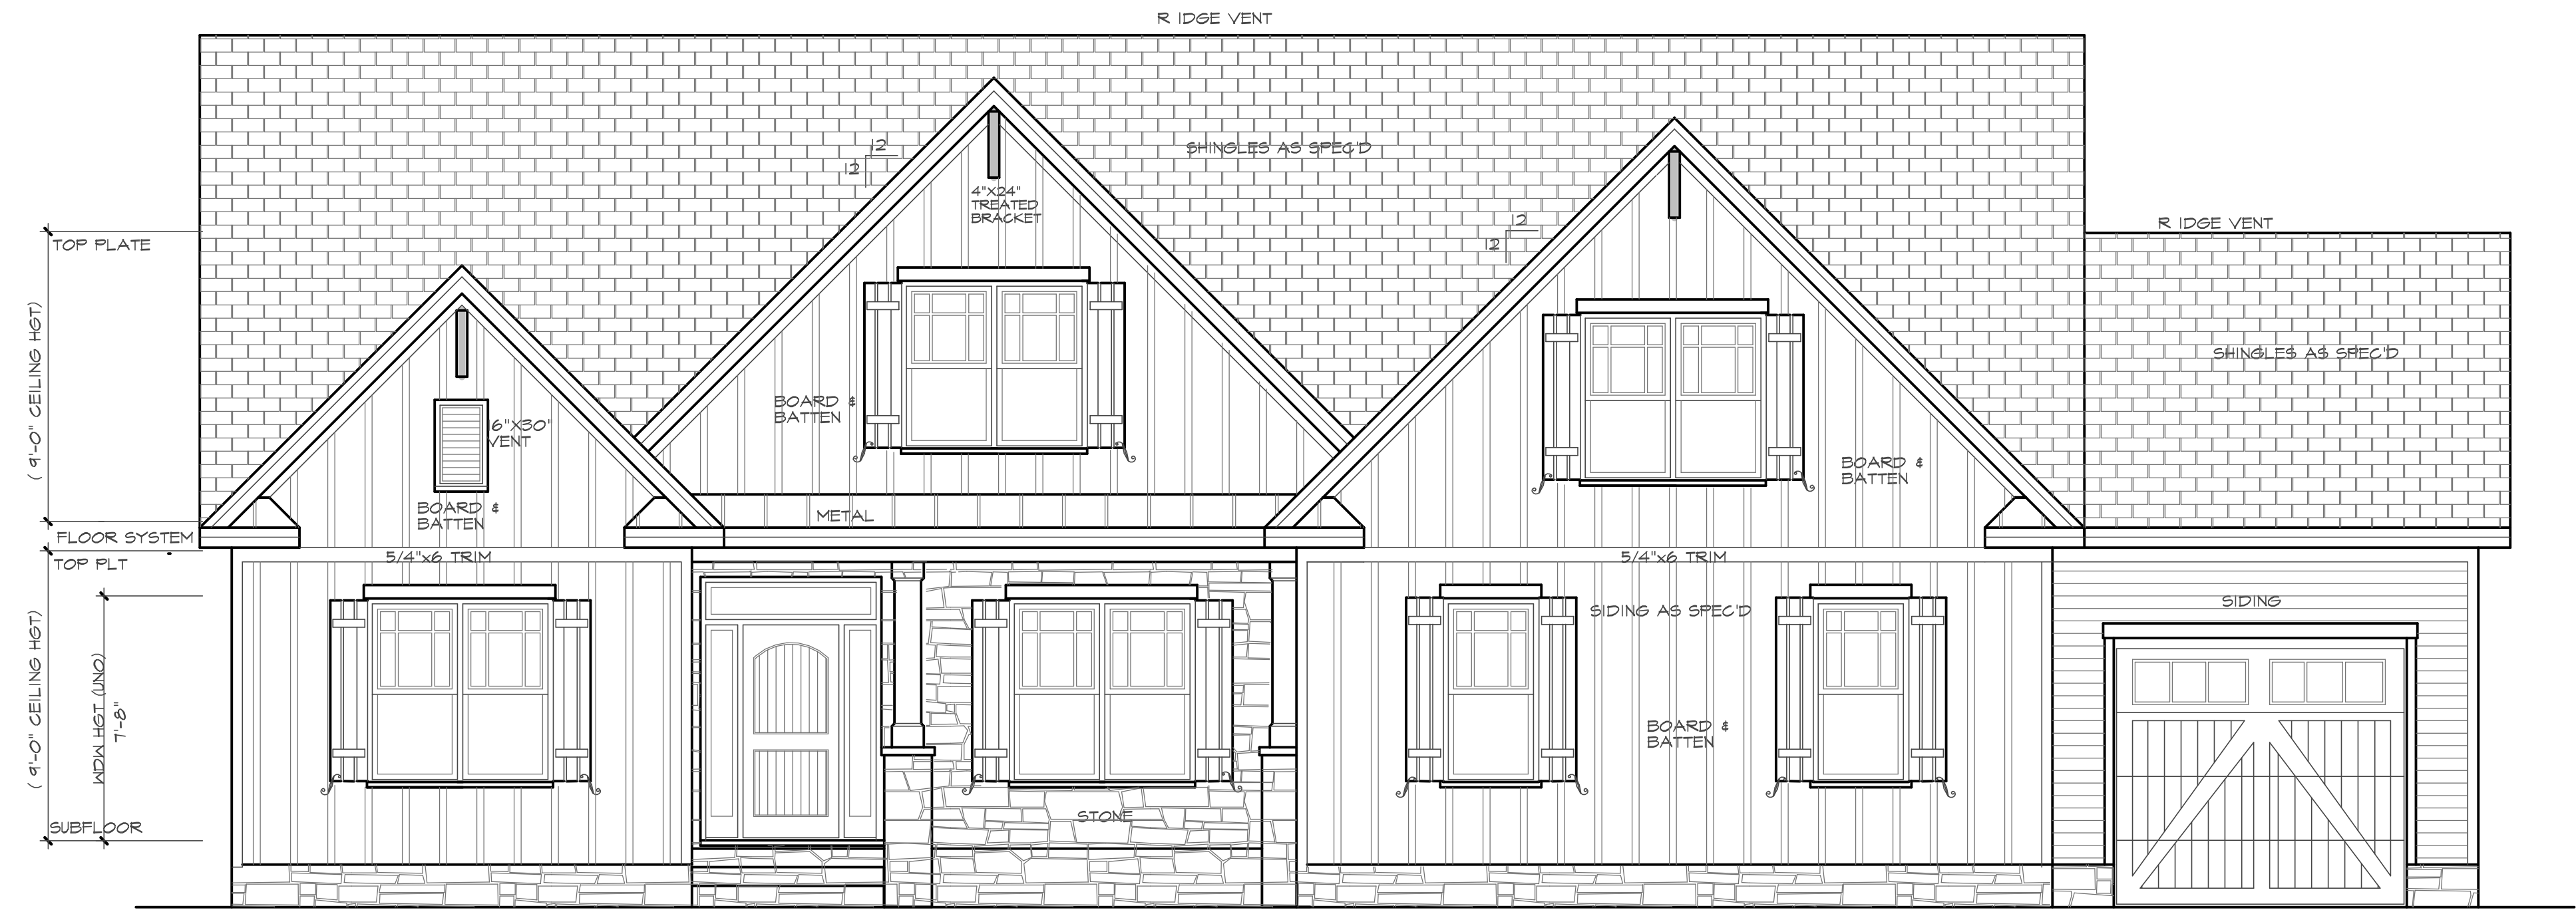 R IDGE VENT
12
12
SHINGLES AS SPEC'D
4"X24"
TREATED
BRACKET
12
12
R IDGE VENT
TOP PLATE
( 9'-0" CEILING HGT)
SHINGLES AS SPEC'D
BOARD &
BATTEN
6"X30"
VENT
BOARD &
BATTEN
BOARD &
BATTEN
METAL
FLOOR SYSTEM
TOP PLT
5/4"x6 TRIM
5/4"x6 TRIM
SIDING AS SPEC'D
SIDING
( 9'-0" CEILING HGT)
WDW HGT (UNO)
7'-8"
BOARD &
BATTEN
STONE
SUBFLOOR